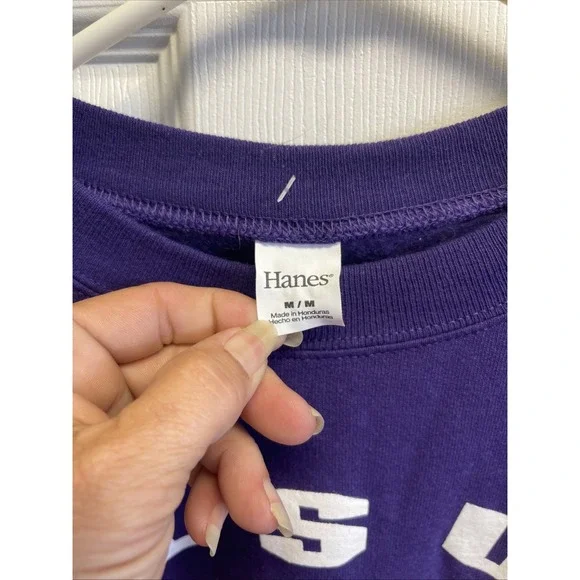 Hanes®
M / M
Made in Honduras
Hecho en Honduras
S